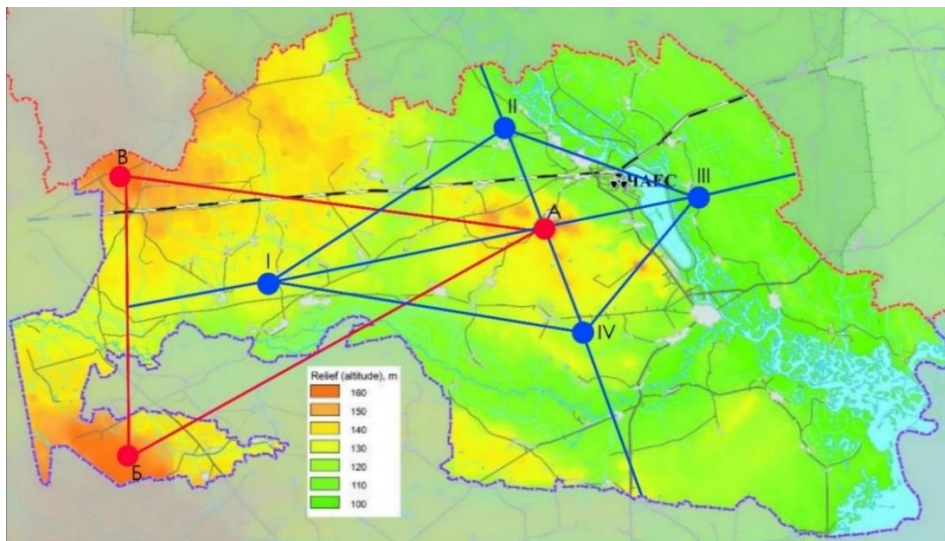 II
В
ЧАЕС
III
А
I
IV
Relief (altitude), m
160
150
140
130
120
110
100
Б